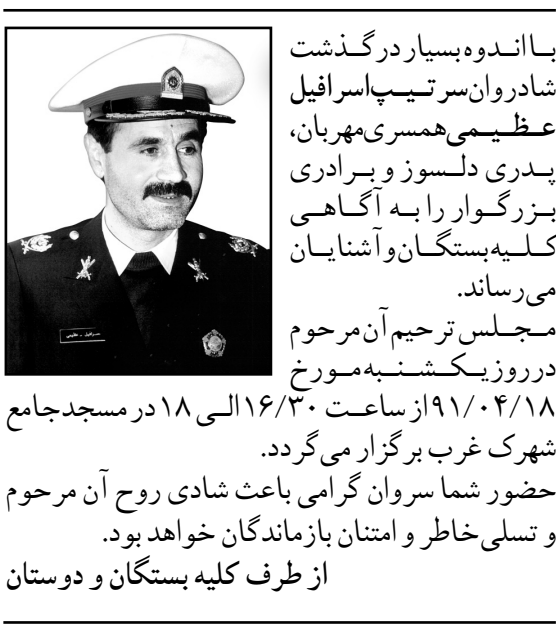 با اندوه بسیار درگذشت
شادروان سرتیپ اسرافیل
عظیمی همسری مهربان،
پدری دلسوز و برادری
بزرگوار را به آگاهی
کلیه بستگان و آشنایان
می‌رساند.
مجلس ترحیم آن مرحوم
در روز یکشنبه مورخ
۹۱/۰۴/۱۸ از ساعت ۱۶/۳۰ الی ۱۸ در مسجد جامع
شهرک غرب برگزار می‌گردد.
حضور شما سروان گرامی باعث شادی روح آن مرحوم
و تسلی خاطر و امتنان بازماندگان خواهد بود.
از طرف کلیه بستگان و دوستان